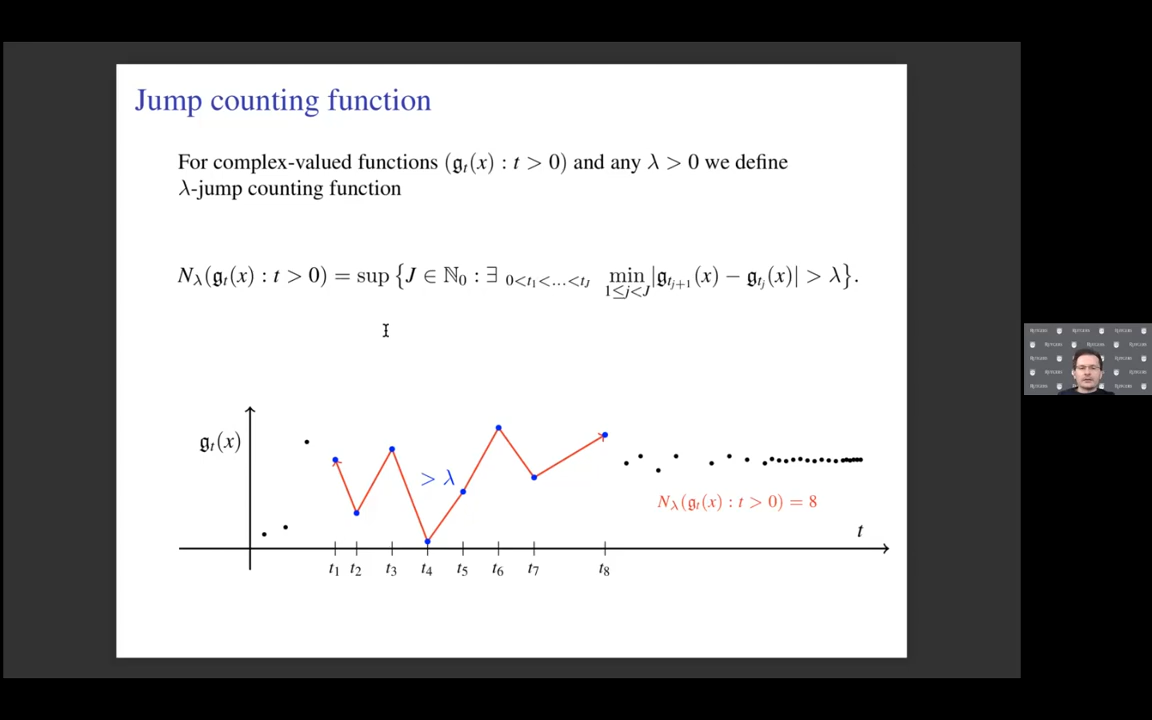 Jump counting function
For complex-valued functions (𝔤ₜ(x) : t > 0) and any λ > 0 we define
λ-jump counting function
N_λ(𝔤ₜ(x) : t > 0) = sup {J ∈ ℕ₀ : ∃ 0<t₁<...<t_J min 1≤j<J |𝔤_{t_{j+1}}(x) − 𝔤_{t_j}(x)| > λ}.
𝔤ₜ(x)
> λ
N_λ(𝔤ₜ(x) : t > 0) = 8
t
t₁ t₂ t₃ t₄ t₅ t₆ t₇ t₈